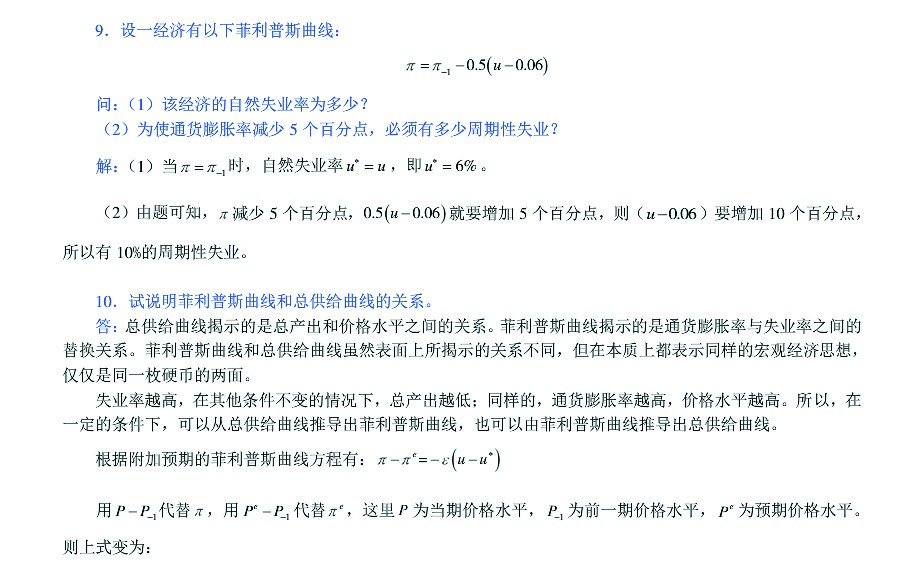 9．设一经济有以下菲利普斯曲线：
π = π₋₁ − 0.5(u − 0.06)
问：（1）该经济的自然失业率为多少？
（2）为使通货膨胀率减少 5 个百分点，必须有多少周期性失业？
解：（1）当 π = π₋₁ 时，自然失业率 u* = u ，即 u* = 6% 。
（2）由题可知，π 减少 5 个百分点，0.5(u − 0.06) 就要增加 5 个百分点，则（u − 0.06）要增加 10 个百分点，
所以有 10%的周期性失业。
10．试说明菲利普斯曲线和总供给曲线的关系。
答：总供给曲线揭示的是总产出和价格水平之间的关系。菲利普斯曲线揭示的是通货膨胀率与失业率之间的
替换关系。菲利普斯曲线和总供给曲线虽然表面上所揭示的关系不同，但在本质上都表示同样的宏观经济思想，
仅仅是同一枚硬币的两面。
失业率越高，在其他条件不变的情况下，总产出越低；同样的，通货膨胀率越高，价格水平越高。所以，在
一定的条件下，可以从总供给曲线推导出菲利普斯曲线，也可以由菲利普斯曲线推导出总供给曲线。
根据附加预期的菲利普斯曲线方程有：π − πᵉ = −ε(u − u*)
用 P − P₋₁ 代替 π ，用 Pᵉ − P₋₁ 代替 πᵉ ，这里 P 为当期价格水平， P₋₁ 为前一期价格水平， Pᵉ 为预期价格水平。
则上式变为：